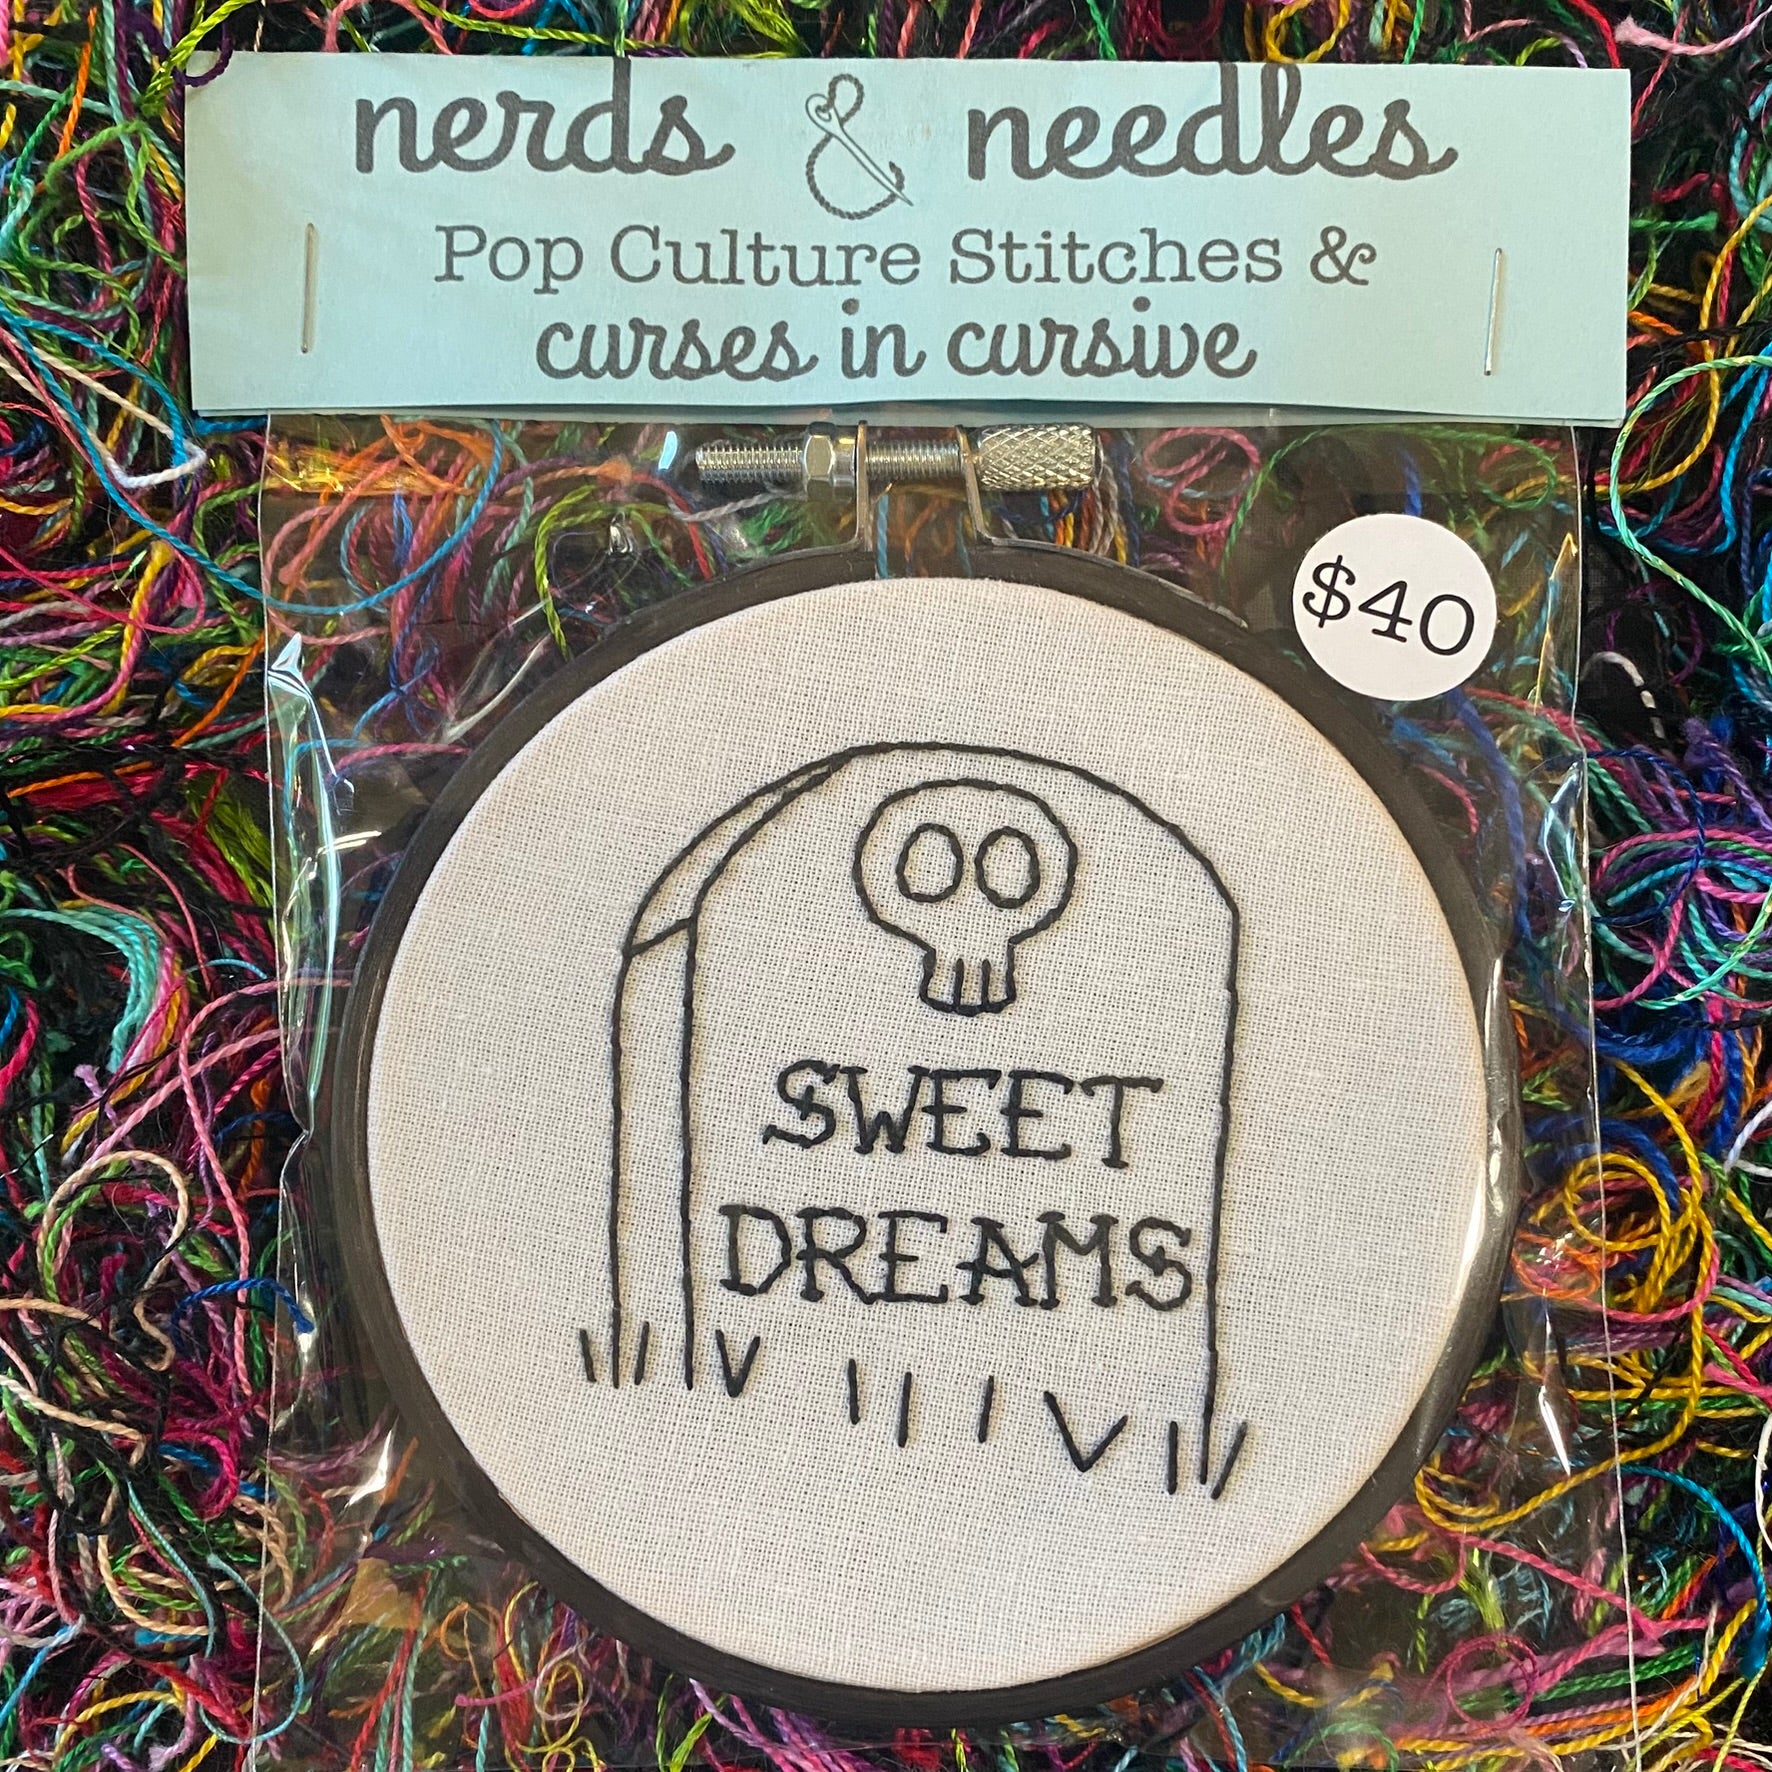 nerds & needles
Pop Culture Stitches &
curses in cursive
$40
SWEET
DREAMS